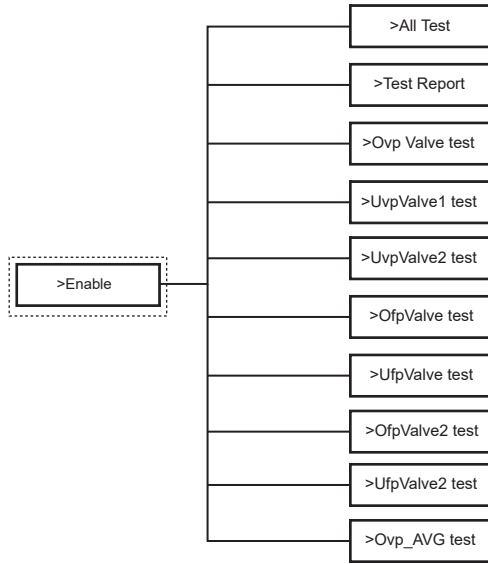 >All Test
>Test Report
>Ovp Valve test
>UvpValve1 test
>UvpValve2 test
>Enable
>OfpValve test
>UfpValve test
>OfpValve2 test
>UfpValve2 test
>Ovp_AVG test